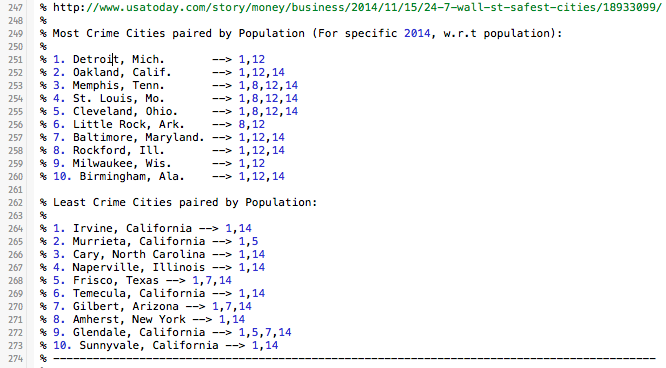 247 % http://www.usatoday.com/story/money/business/2014/11/15/24-7-wall-st-safest-cities/18933099/
248 %
249 % Most Crime Cities paired by Population (For specific 2014, w.r.t population):
250 %
251 % 1. Detroit, Mich. --> 1,12
252 % 2. Oakland, Calif. --> 1,12,14
253 % 3. Memphis, Tenn. --> 1,8,12,14
254 % 4. St. Louis, Mo. --> 1,8,12,14
255 % 5. Cleveland, Ohio. --> 1,8,12,14
256 % 6. Little Rock, Ark. --> 8,12
257 % 7. Baltimore, Maryland. --> 1,12,14
258 % 8. Rockford, Ill. --> 1,12,14
259 % 9. Milwaukee, Wis. --> 1,12
260 % 10. Birmingham, Ala. --> 1,12,14
261
262 % Least Crime Cities paired by Population:
263 %
264 % 1. Irvine, California --> 1,14
265 % 2. Murrieta, California --> 1,5
266 % 3. Cary, North Carolina --> 1,14
267 % 4. Naperville, Illinois --> 1,14
268 % 5. Frisco, Texas --> 1,7,14
269 % 6. Temecula, California --> 1,14
270 % 7. Gilbert, Arizona --> 1,7,14
271 % 8. Amherst, New York --> 1,14
272 % 9. Glendale, California --> 1,5,7,14
273 % 10. Sunnyvale, California --> 1,14
274 % ---------------------------------------------------------------------------------------------